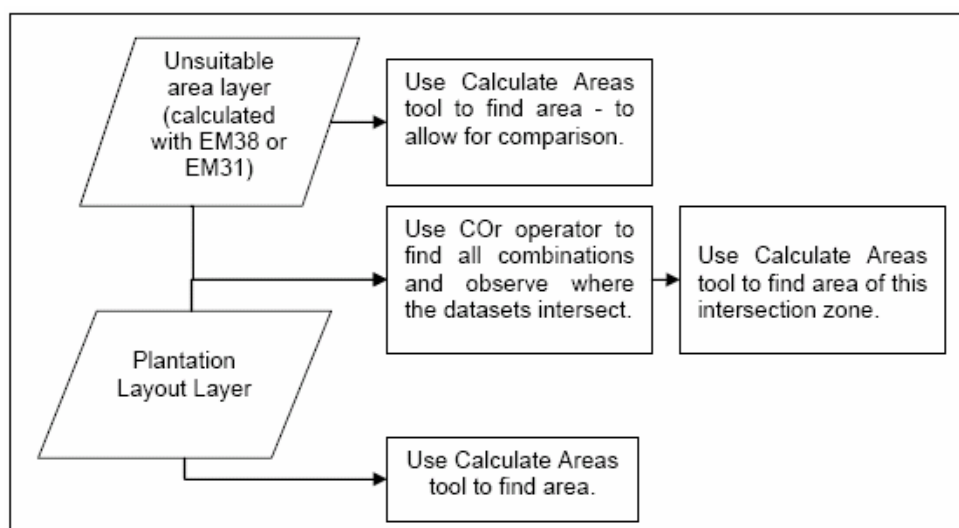 Unsuitable
area layer
(calculated
with EM38 or
EM31)
Use Calculate Areas
tool to find area - to
allow for comparison.
Use COr operator to
find all combinations
and observe where
the datasets intersect.
Use Calculate Areas
tool to find area of this
intersection zone.
Plantation
Layout Layer
Use Calculate Areas
tool to find area.